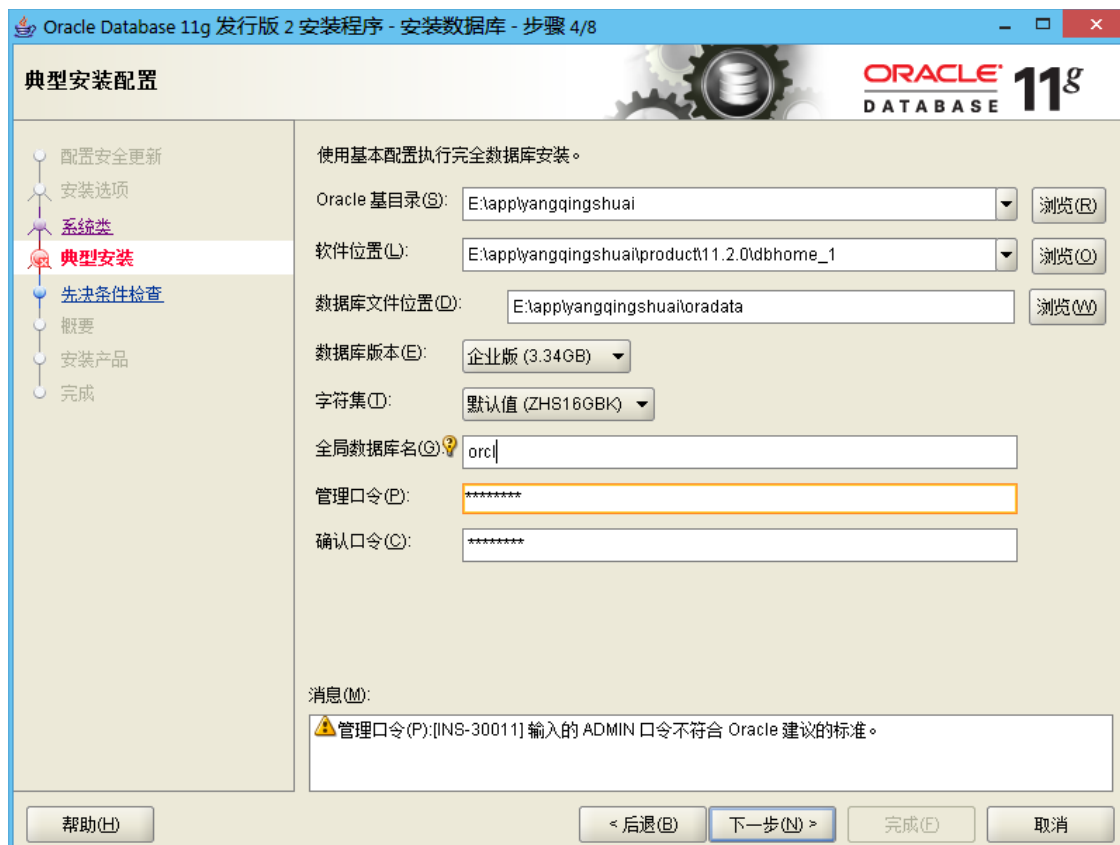 Oracle Database 11g 发行版 2 安装程序 - 安装数据库 - 步骤 4/8
典型安装配置
ORACLE
DATABASE
11g
配置安全更新
安装选项
系统类
典型安装
先决条件检查
概要
安装产品
完成
使用基本配置执行完全数据库安装。
Oracle 基目录(S): E:\app\yangqingshuai 浏览(R)
软件位置(L): E:\app\yangqingshuai\product\11.2.0\dbhome_1 浏览(O)
数据库文件位置(D): E:\app\yangqingshuai\oradata 浏览(W)
数据库版本(E): 企业版 (3.34GB)
字符集(T): 默认值 (ZHS16GBK)
全局数据库名(G): orcl
管理口令(P): ********
确认口令(C): ********
消息(M):
管理口令(P):[INS-30011] 输入的 ADMIN 口令不符合 Oracle 建议的标准。
帮助(H) < 后退(B) 下一步(N) > 完成(F) 取消